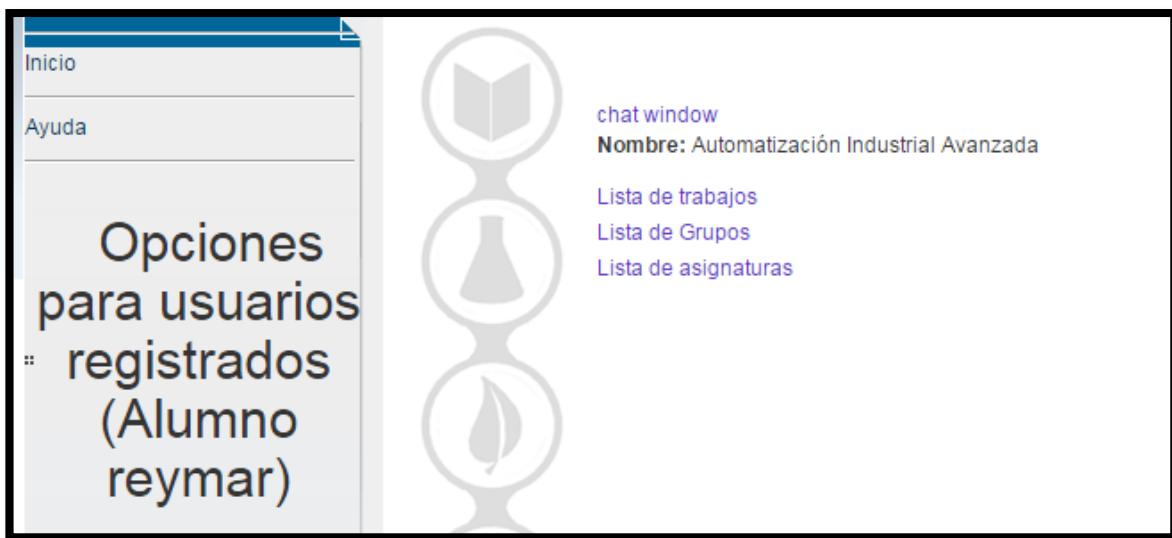 Inicio
Ayuda
Opciones
para usuarios
registrados
(Alumno
reymar)
chat window
Nombre: Automatización Industrial Avanzada
Lista de trabajos
Lista de Grupos
Lista de asignaturas